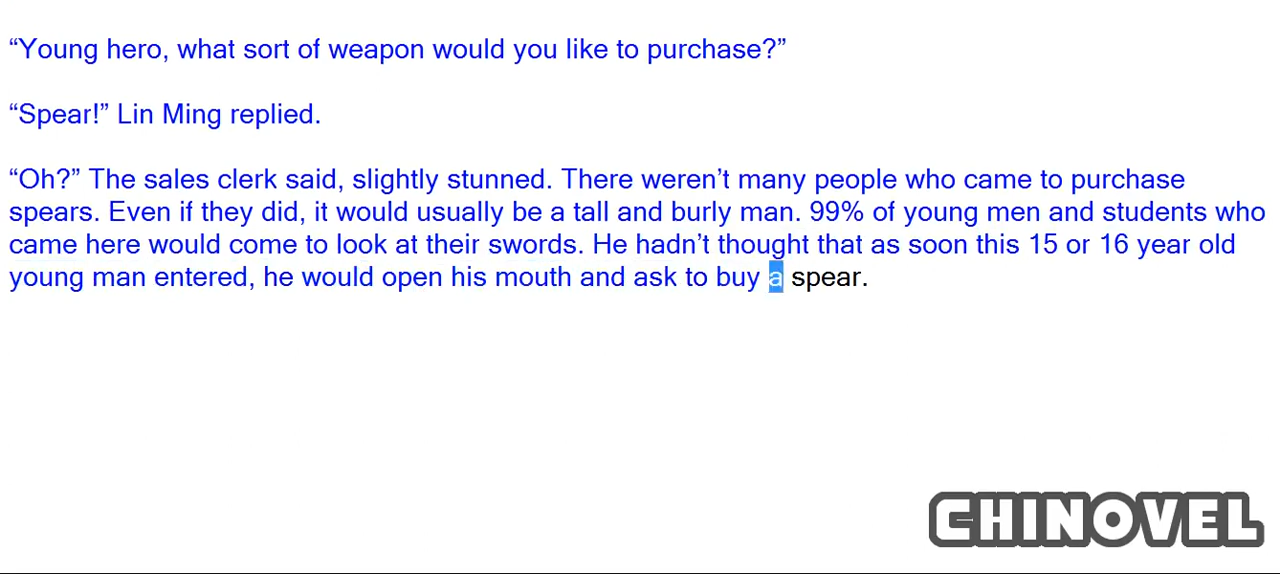 “Young hero, what sort of weapon would you like to purchase?”
“Spear!” Lin Ming replied.
“Oh?” The sales clerk said, slightly stunned. There weren’t many people who came to purchase
spears. Even if they did, it would usually be a tall and burly man. 99% of young men and students who
came here would come to look at their swords. He hadn’t thought that as soon this 15 or 16 year old
young man entered, he would open his mouth and ask to buy a spear.
CHINOVEL